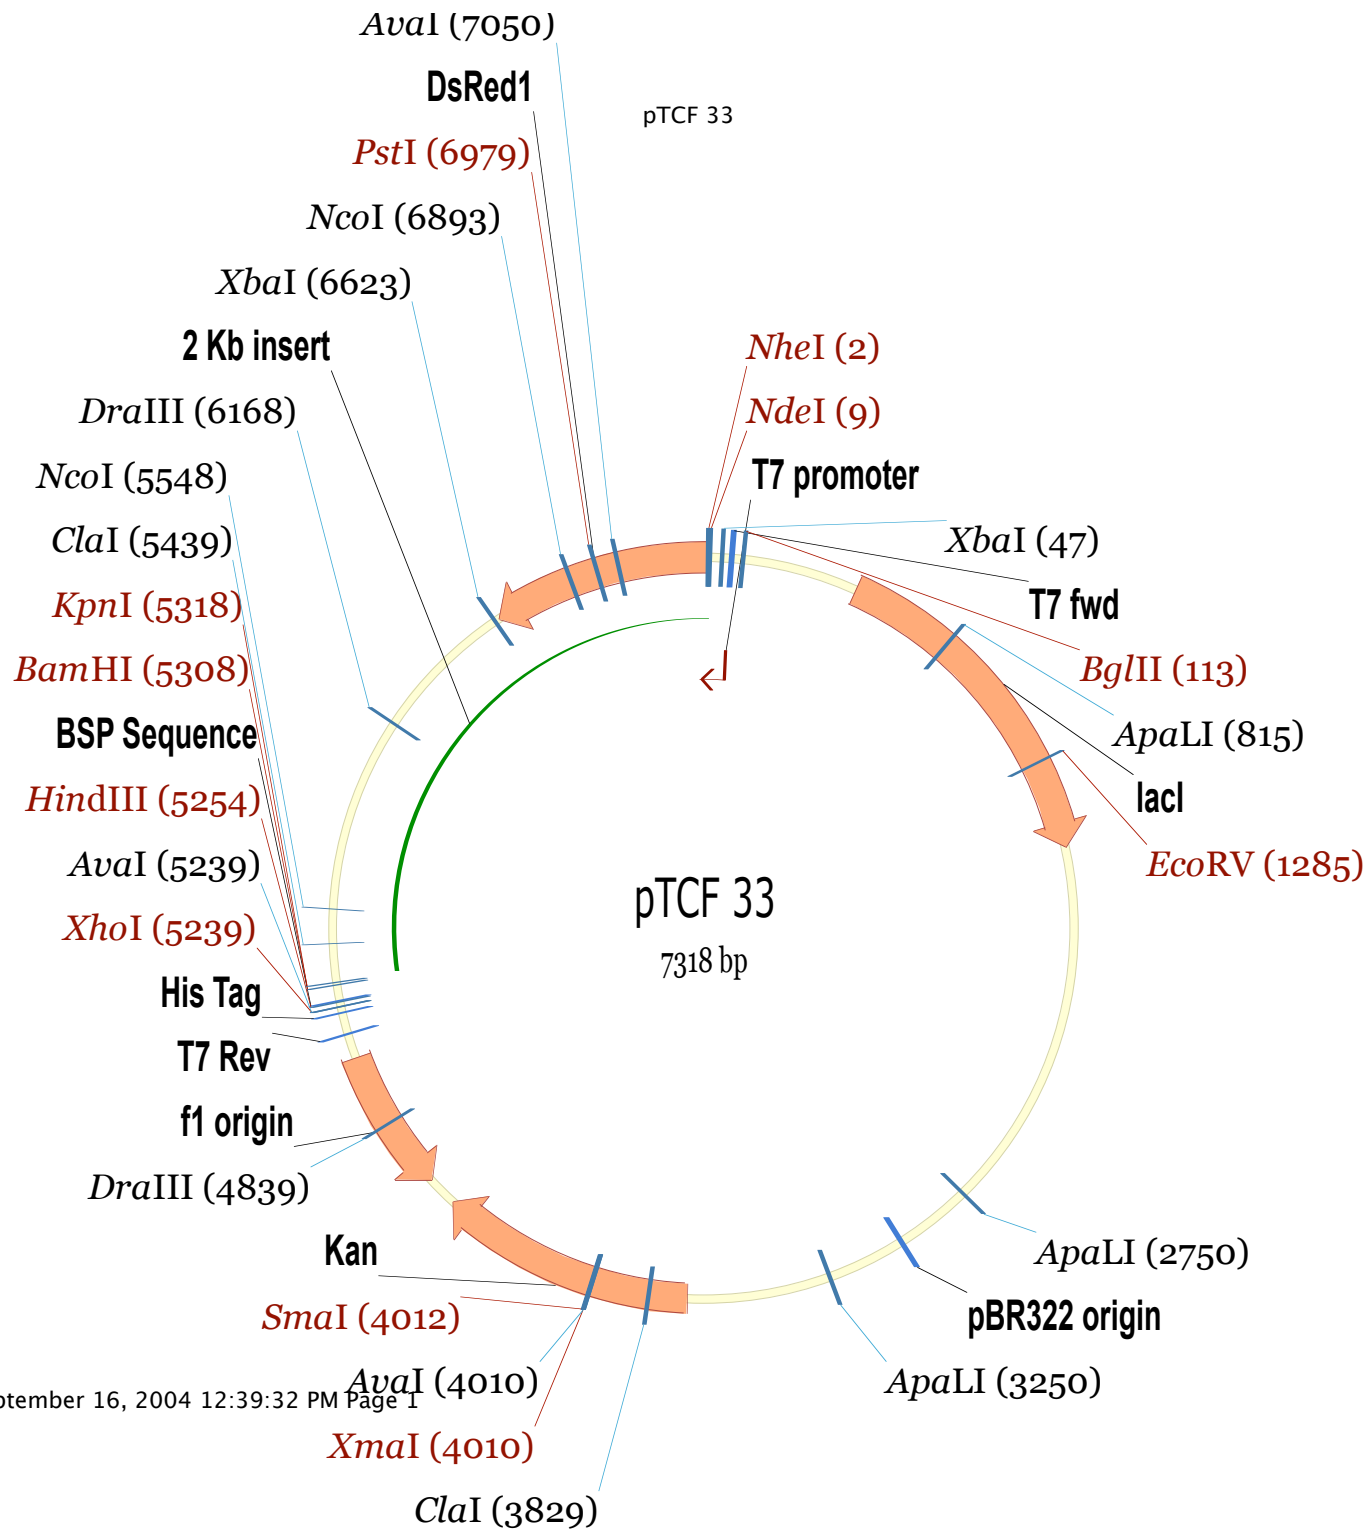 AvaI (7050)
DsRed1
pTCF 33
PstI (6979)
NcoI (6893)
XbaI (6623)
2 Kb insert
NheI (2)
DraIII (6168)
NdeI (9)
NcoI (5548)
T7 promoter
ClaI (5439)
XbaI (47)
KpnI (5318)
T7 fwd
BamHI (5308)
BglII (113)
BSP Sequence
ApaLI (815)
HindIII (5254)
lacI
AvaI (5239)
EcoRV (1285)
XhoI (5239)
pTCF 33
7318 bp
His Tag
T7 Rev
f1 origin
DraIII (4839)
Kan
ApaLI (2750)
SmaI (4012)
pBR322 origin
AvaI (4010)
ApaLI (3250)
ptember 16, 2004 12:39:32 PM Page 1
XmaI (4010)
ClaI (3829)